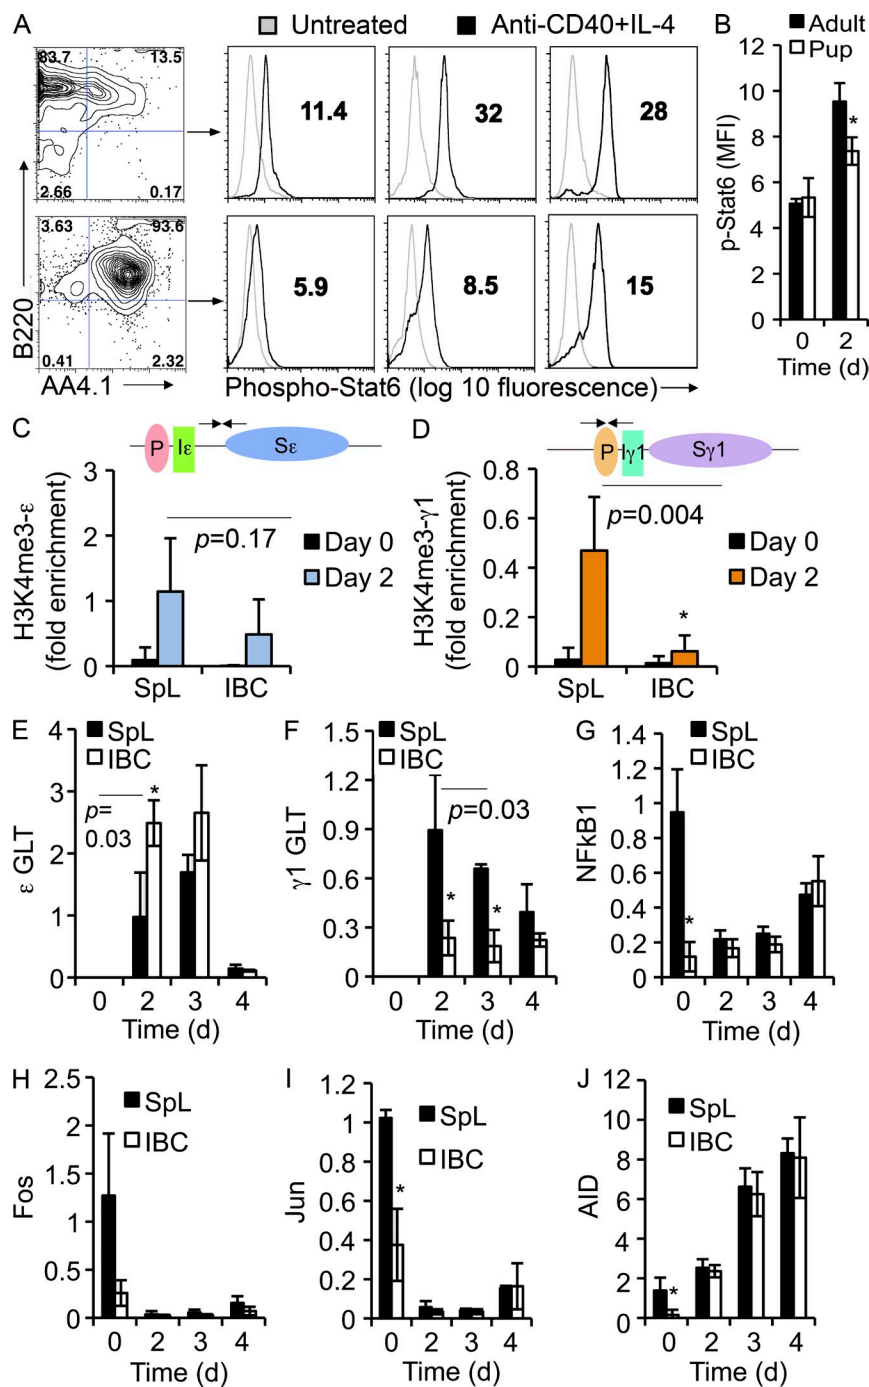 A
Untreated
Anti-CD40+IL-4
83.7
13.5
2.66
0.17
11.4
32
28
3.63
93.6
0.41
2.32
5.9
8.5
15
B220
AA4.1
Phospho-Stat6 (log 10 fluorescence)
B
Adult
Pup
p-Stat6 (MFI)
12
10
8
6
4
2
0
*
0 2
Time (d)
C
P
Iε
Sε
H3K4me3-ε
(fold enrichment)
3
2
1
0
p=0.17
Day 0
Day 2
SpL
IBC
D
P
Iγ1
Sγ1
H3K4me3-γ1
(fold enrichment)
0.8
0.6
0.4
0.2
0
p=0.004
*
Day 0
Day 2
SpL
IBC
E
SpL
IBC
ε GLT
4
3
2
1
0
p=
0.03
*
0 2 3 4
Time (d)
F
SpL
IBC
γ1 GLT
1.5
1.2
0.9
0.6
0.3
0
p=0.03
*
*
0 2 3 4
Time (d)
G
SpL
IBC
NFkB1
1.4
1.2
1
0.8
0.6
0.4
0.2
0
*
0 2 3 4
Time (d)
H
SpL
IBC
Fos
2.5
2
1.5
1
0.5
0
0 2 3 4
Time (d)
I
SpL
IBC
Jun
1.2
1
0.8
0.6
0.4
0.2
0
*
0 2 3 4
Time (d)
J
SpL
IBC
AID
12
10
8
6
4
2
0
*
0 2 3 4
Time (d)